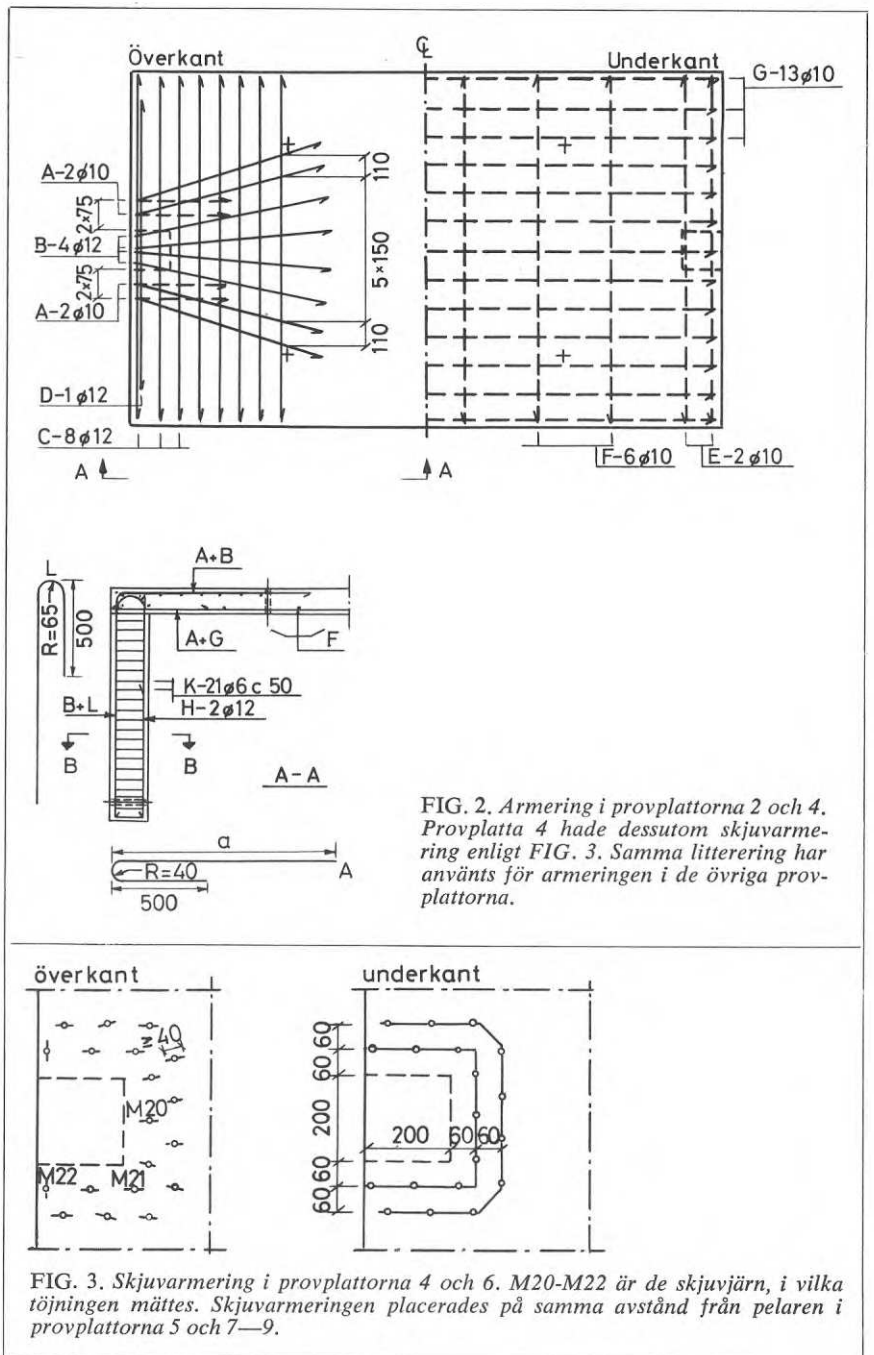 Överkant
℄
Underkant
G-13ø10
A-2ø10
2×75
B-4ø12
2×75
A-2ø10
110
5×150
110
D-1ø12
C-8ø12
A
A
F-6ø10
E-2ø10
L
R=65
500
A+B
A+G
F
K-21ø6 c 50
B+L
H-2ø12
B
B
A-A
a
R=40
A
500
FIG. 2. Armering i provplattorna 2 och 4.
Provplatta 4 hade dessutom skjuvarme-
ring enligt FIG. 3. Samma litterering har
använts för armeringen i de övriga prov-
plattorna.
överkant
≥40
M20
M22
M21
underkant
60
60
200
60
60
200
60
60
FIG. 3. Skjuvarmering i provplattorna 4 och 6. M20-M22 är de skjuvjärn, i vilka
töjningen mättes. Skjuvarmeringen placerades på samma avstånd från pelaren i
provplattorna 5 och 7—9.